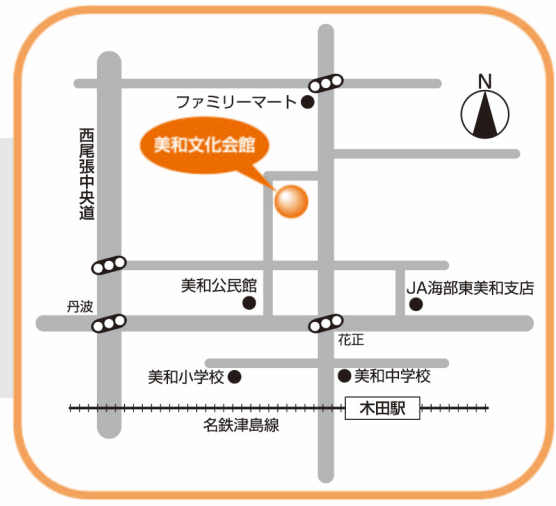 N
ファミリーマート
西尾張中央道
美和文化会館
美和公民館
JA海部東美和支店
丹波
花正
美和小学校
美和中学校
木田駅
名鉄津島線